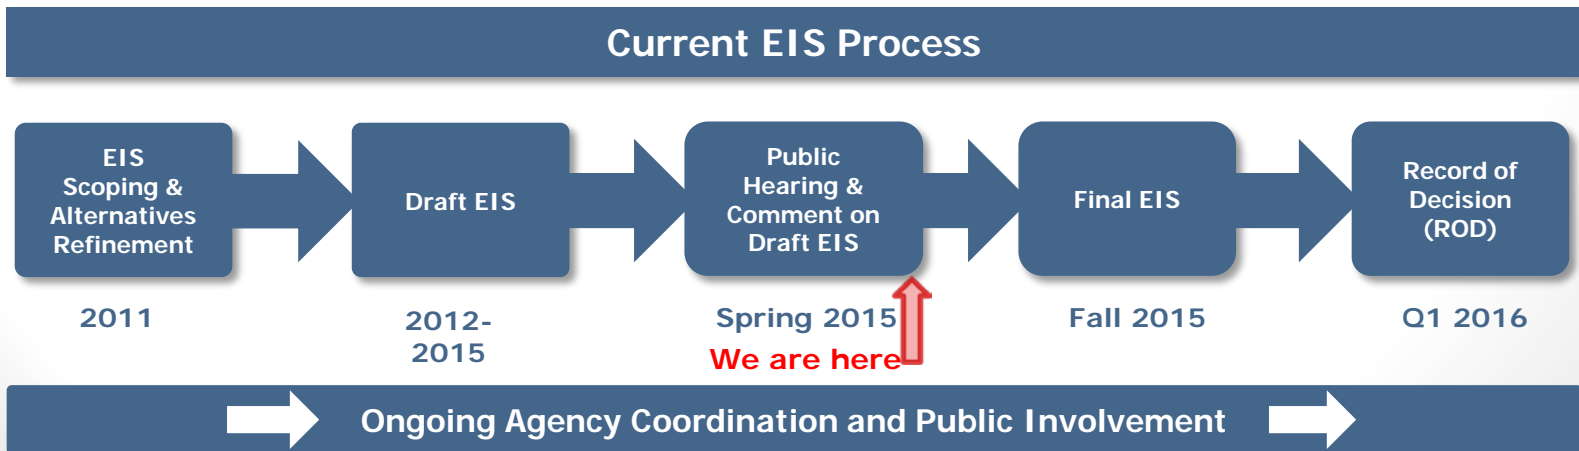 Current EIS Process
EIS
Scoping &
Alternatives
Refinement
Draft EIS
Public
Hearing &
Comment on
Draft EIS
Final EIS
Record of
Decision
(ROD)
2011
2012-
2015
Spring 2015
Fall 2015
Q1 2016
We are here
Ongoing Agency Coordination and Public Involvement